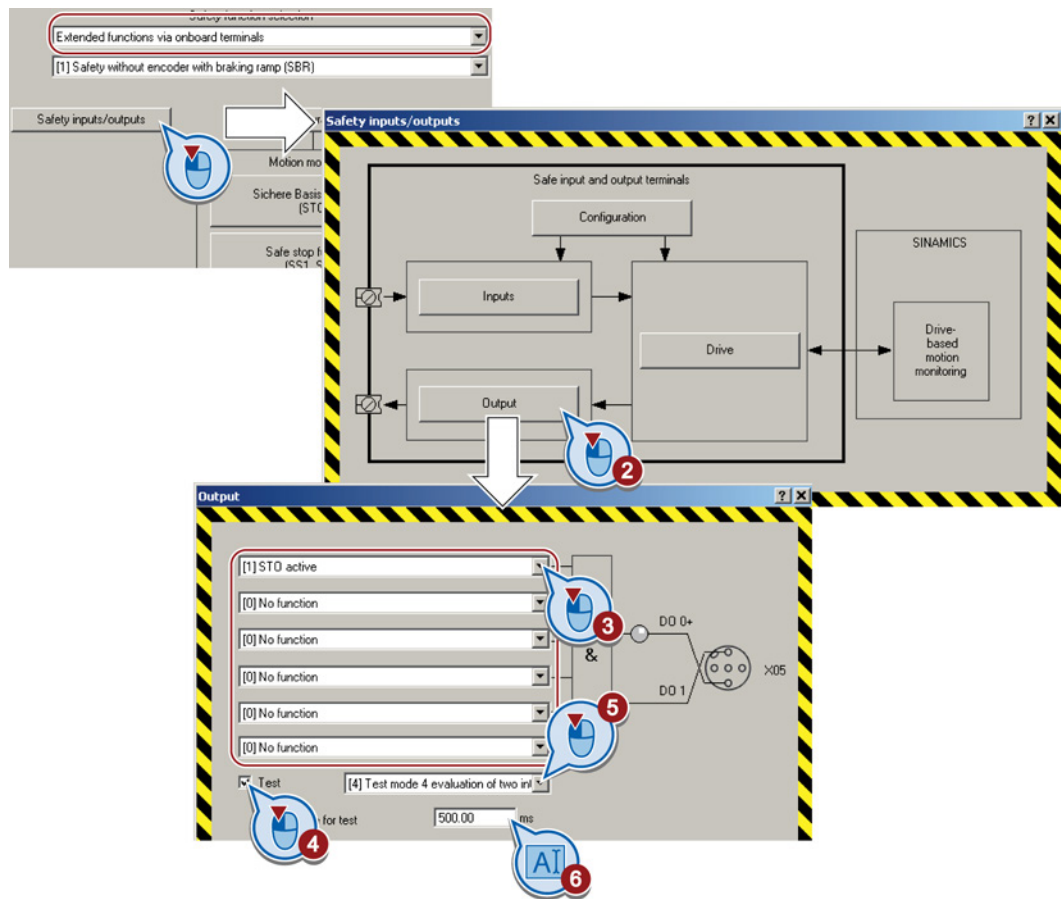 Safety function selection
Extended functions via onboard terminals
[1] Safety without encoder with braking ramp (SBR)
Safety inputs/outputs
Motion mo
Sichere Basis
(STO
Safe stop f
(SS1, S
Safety inputs/outputs
Safe input and output terminals
Configuration
Inputs
Drive
Output
SINAMICS
Drive-
based
motion
monitoring
2
Output
[1] STO active
[0] No function
[0] No function
[0] No function
[0] No function
[0] No function
3
&
DO 0+
DO 1
X05
5
Test
[4] Test mode 4 evaluation of two in
4
for test
500.00
ms
AI
6